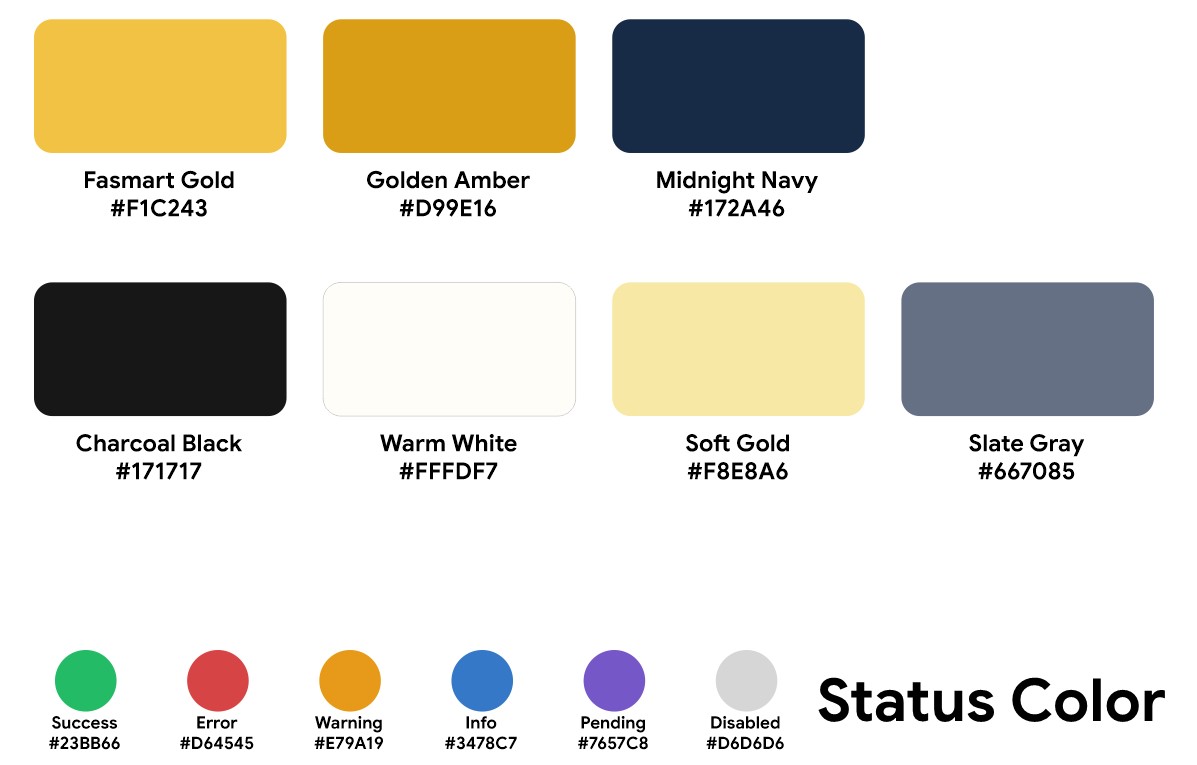 Fasmart Gold
#F1C243
Golden Amber
#D99E16
Midnight Navy
#172A46
Charcoal Black
#171717
Warm White
#FFFDF7
Soft Gold
#F8E8A6
Slate Gray
#667085
Success
#23BB66
Error
#D64545
Warning
#E79A19
Info
#3478C7
Pending
#7657C8
Disabled
#D6D6D6
Status Color